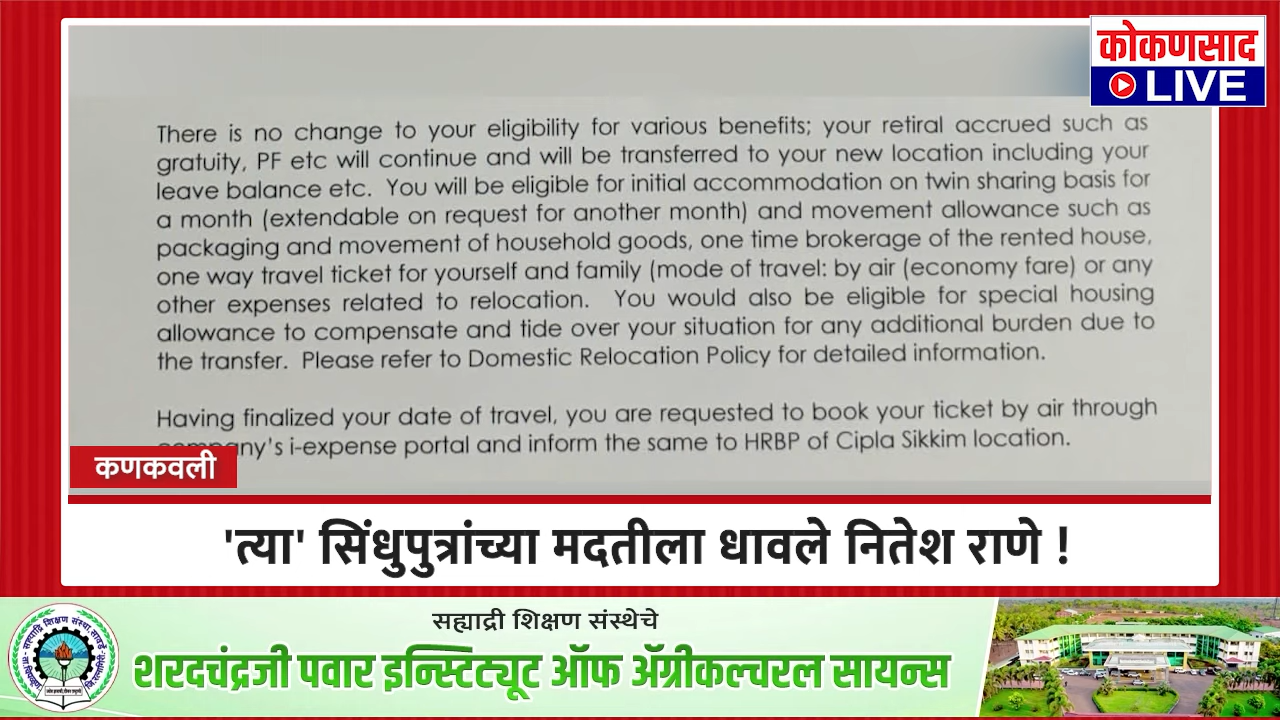 कोकणसाद
LIVE
There is no change to your eligibility for various benefits; your retiral accrued such as
gratuity, PF etc will continue and will be transferred to your new location including your
leave balance etc. You will be eligible for initial accommodation on twin sharing basis for
a month (extendable on request for another month) and movement allowance such as
packaging and movement of household goods, one time brokerage of the rented house,
one way travel ticket for yourself and family (mode of travel: by air (economy fare) or any
other expenses related to relocation. You would also be eligible for special housing
allowance to compensate and tide over your situation for any additional burden due to
the transfer. Please refer to Domestic Relocation Policy for detailed information.
Having finalized your date of travel, you are requested to book your ticket by air through
company's i-expense portal and inform the same to HRBP of Cipla Sikkim location.
कणकवली
'त्या' सिंधुपुत्रांच्या मदतीला धावले नितेश राणे !
सह्याद्री शिक्षण संस्थेचे
शरदचंद्रजी पवार इन्स्टिट्यूट ऑफ ॲग्रीकल्चरल सायन्स